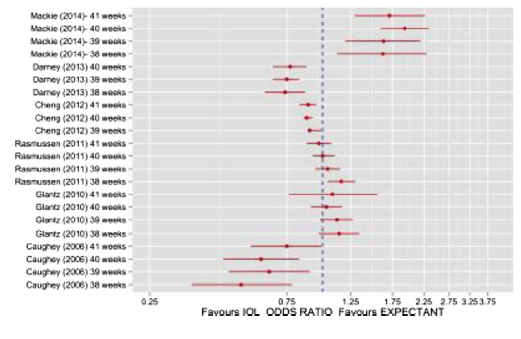 Mackie (2014)- 41 weeks
Mackie (2014)- 40 weeks
Mackie (2014)- 39 weeks
Mackie (2014)- 38 weeks
Darney (2013) 40 weeks
Darney (2013) 39 weeks
Darney (2013) 38 weeks
Cheng (2012) 41 weeks
Cheng (2012) 40 weeks
Cheng (2012) 39 weeks
Rasmussen (2011) 41 weeks
Rasmussen (2011) 40 weeks
Rasmussen (2011) 39 weeks
Rasmussen (2011) 38 weeks
Glantz (2010) 41 weeks
Glantz (2010) 40 weeks
Glantz (2010) 39 weeks
Glantz (2010) 38 weeks
Caughey (2006) 41 weeks
Caughey (2006) 40 weeks
Caughey (2006) 39 weeks
Caughey (2006) 38 weeks
0.25 0.75 1.25 1.75 2.25 2.75 3.25 3.75
Favours IOL ODDS RATIO Favours EXPECTANT